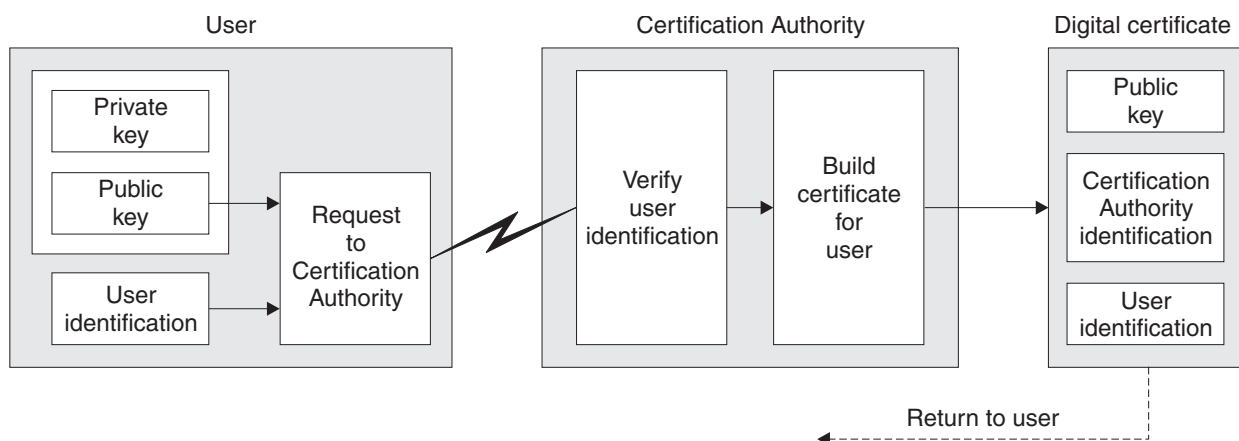 User
Private
key
Public
key
User
identification
Request
to
Certification
Authority
Certification Authority
Verify
user
identification
Build
certificate
for
user
Digital certificate
Public
key
Certification
Authority
identification
User
identification
Return to user